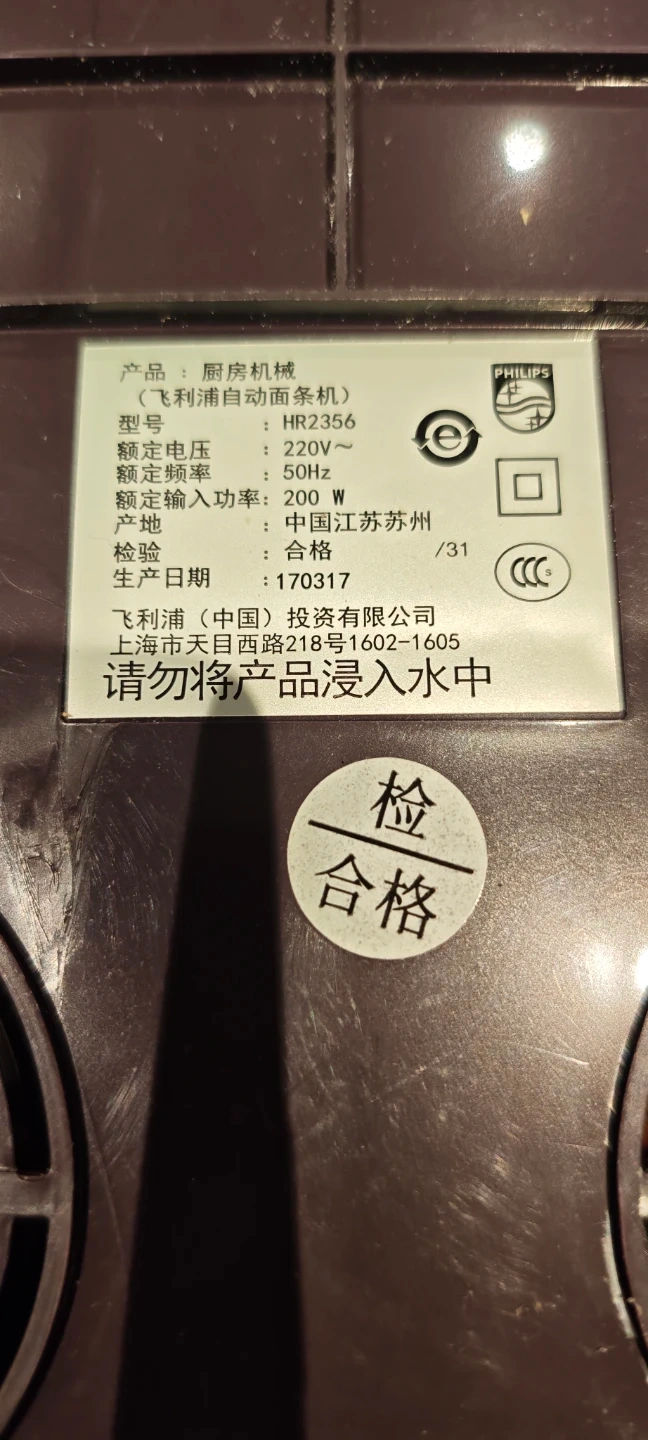 产品 : 厨房机械
（飞利浦自动面条机）
型号 : HR2356
额定电压 : 220V～
额定频率 : 50Hz
额定输入功率: 200 W
产地 : 中国江苏苏州
检验 : 合格 /31
生产日期 :170317
飞利浦（中国）投资有限公司
上海市天目西路218号1602-1605
请勿将产品浸入水中
PHILIPS
e
CCC S
检
合格